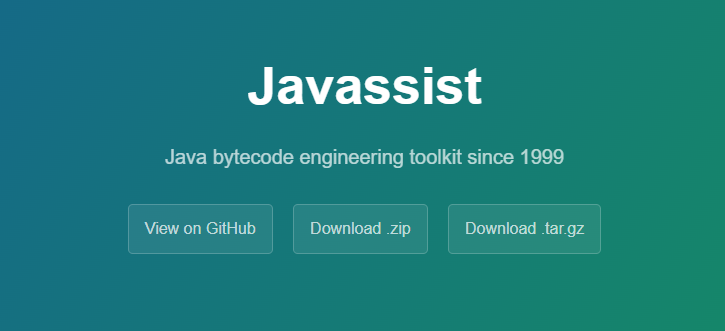 Javassist
Java bytecode engineering toolkit since 1999
View on GitHub
Download .zip
Download .tar.gz